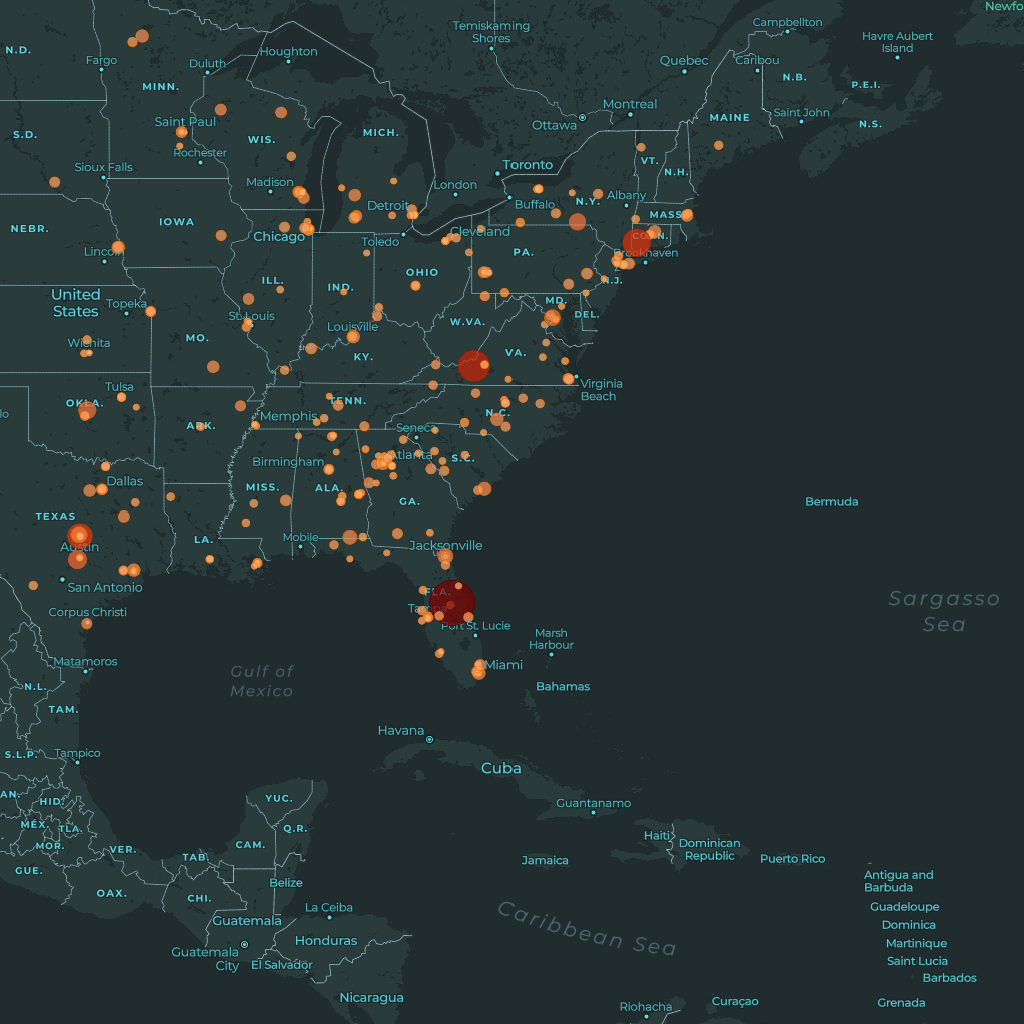 Newfo
Campbellton
Temiskaming
Shores
Havre Aubert
Island
N.D.
Fargo
Houghton
Duluth
Quebec
Caribou
N.B.
MINN.
P.E.I.
Montreal
Saint John
MAINE
Ottawa
N.S.
Saint Paul
S.D.
WIS.
MICH.
Rochester
VT.
Toronto
N.H.
Sioux Falls
Madison
London
Albany
N.Y.
Buffalo
Detroit
MASS
IOWA
NEBR.
Chicago
Toledo
Cleveland
CONN.
Lincoln
PA.
Brookhaven
OHIO
ILL.
IND.
N.J.
United
States
Topeka
MD.
DEL.
St. Louis
Louisville
W.VA.
MO.
Wichita
KY.
VA.
Tulsa
Virginia
Beach
OKLA.
TENN.
lo
Memphis
N.C.
ARK.
Seneca
Birmingham
Atlanta
S.C.
Dallas
MISS.
ALA.
GA.
Bermuda
TEXAS
LA.
Mobile
Jacksonville
Austin
San Antonio
FLA.
Sargasso
Sea
Corpus Christi
Tampa
Port St. Lucie
Marsh
Harbour
Matamoros
Miami
Gulf of
Mexico
N.L.
Bahamas
TAM.
Havana
S.L.P.
Tampico
Cuba
AN.
HID.
YUC.
Guantanamo
MÉX.
TLA.
Q.R.
Haiti
MOR.
VER.
CAM.
Dominican
Republic
TAB.
Jamaica
Puerto Rico
GUE.
Antigua and
Barbuda
Belize
OAX.
CHI.
Guadeloupe
La Ceiba
Guatemala
Dominica
Caribbean Sea
Honduras
Martinique
Guatemala
City
El Salvador
Saint Lucia
Barbados
Nicaragua
Riohacha
Curaçao
Grenada